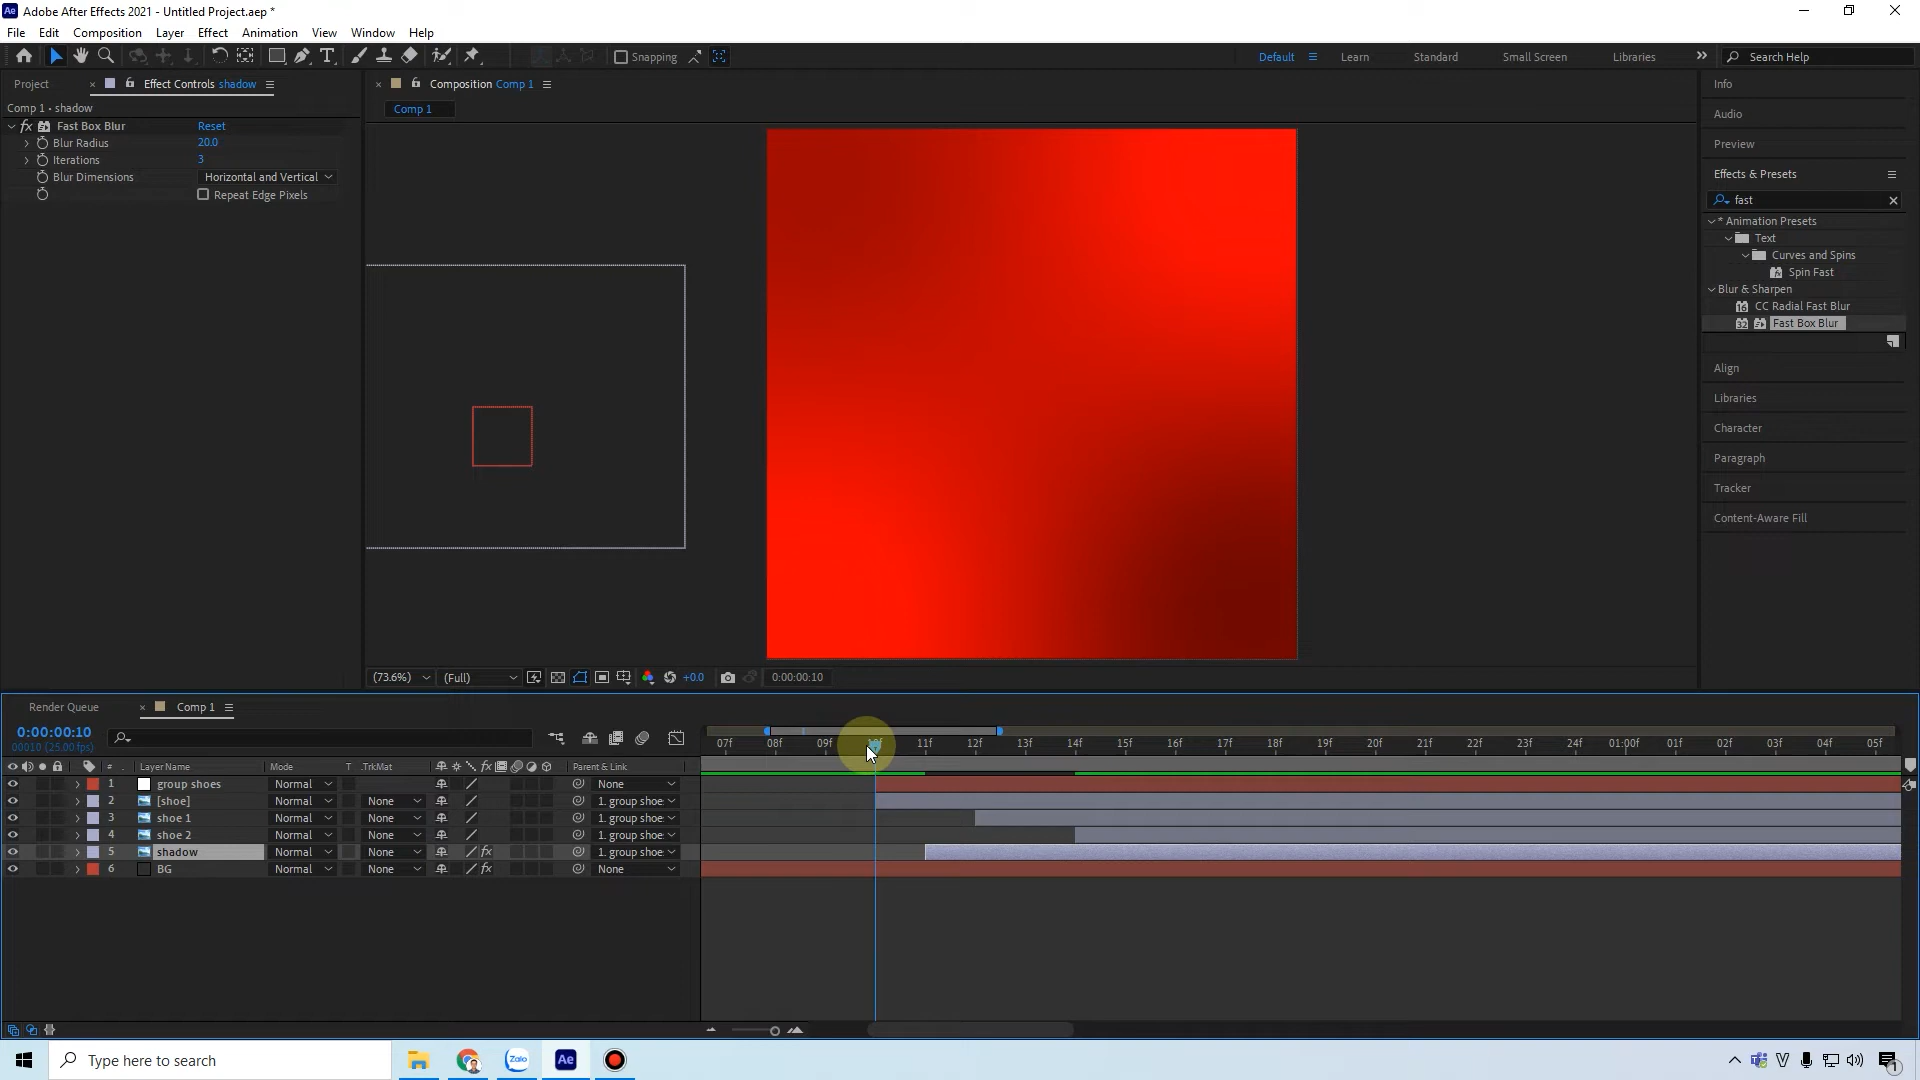 Adobe After Effects 2021 - Untitled Project.aep *
File Edit Composition Layer Effect Animation View Window Help
Snapping Default Learn Standard Small Screen Libraries Search Help
Project Effect Controls shadow
Comp 1 • shadow
Fast Box Blur Reset
Blur Radius 20.0
Iterations 3
Blur Dimensions Horizontal and Vertical
Repeat Edge Pixels
Composition Comp 1
Comp 1
(73.6%) (Full) +0.0 0:00:00:10
Info
Audio
Preview
Effects & Presets
fast
* Animation Presets
Text
Curves and Spins
Spin Fast
Blur & Sharpen
CC Radial Fast Blur
Fast Box Blur
Align
Libraries
Character
Paragraph
Tracker
Content-Aware Fill
Render Queue Comp 1
0:00:00:10
00010 (25.00 fps)
07f 08f 09f 11f 12f 13f 14f 15f 16f 17f 18f 19f 20f 21f 22f 23f 24f 01:00f 01f 02f 03f 04f 05f
# Layer Name Mode T .TrkMat Parent & Link
1 group shoes Normal None
2 [shoe] Normal None 1. group shoe
3 shoe 1 Normal None 1. group shoe
4 shoe 2 Normal None 1. group shoe
5 shadow Normal None 1. group shoe
6 BG Normal None None
Type here to search
Zalo
Ae
1